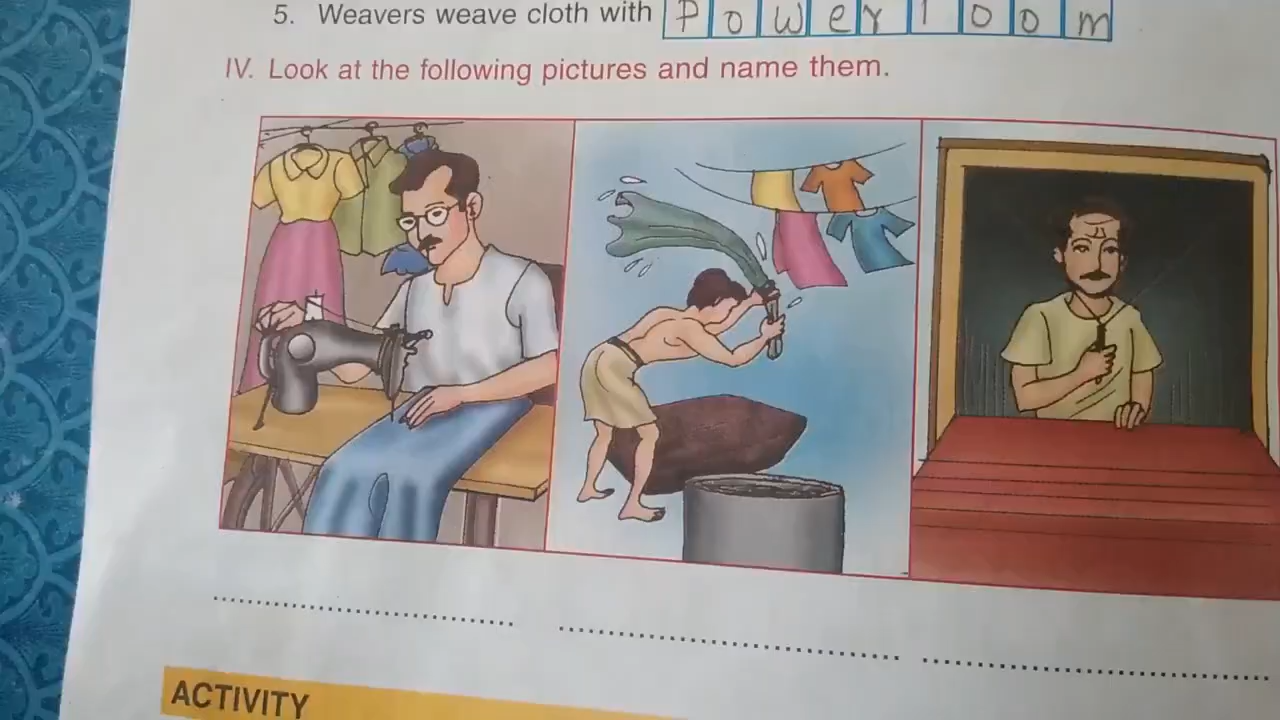 5. Weavers weave cloth with Powerloom
IV. Look at the following pictures and name them.
ACTIVITY